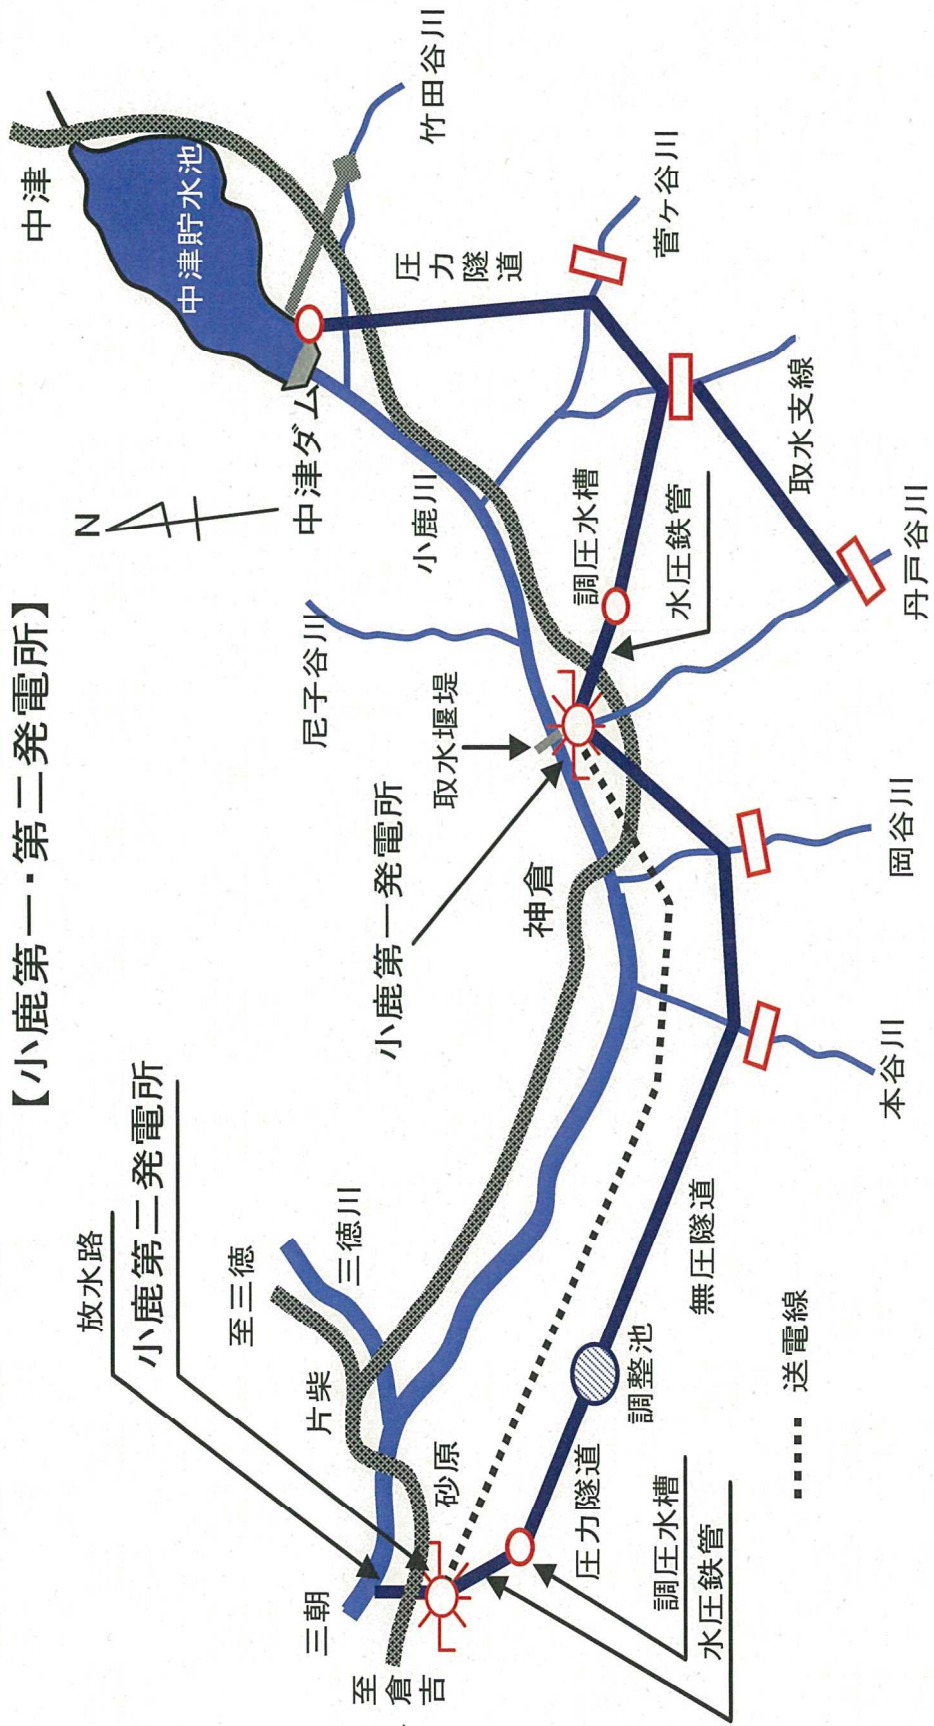 【小鹿第一・第二発電所】
放水路
小鹿第二発電所
至三徳
三徳川
片柴
砂原
三朝
至倉吉
小鹿第一発電所
神倉
取水堰堤
尼子谷川
小鹿川
N
中津ダム
中津
中津貯水池
竹田谷川
圧力隧道
菅ヶ谷川
調圧水槽
水圧鉄管
取水支線
丹戸谷川
岡谷川
本谷川
無圧隧道
調整池
圧力隧道
調圧水槽
水圧鉄管
送電線